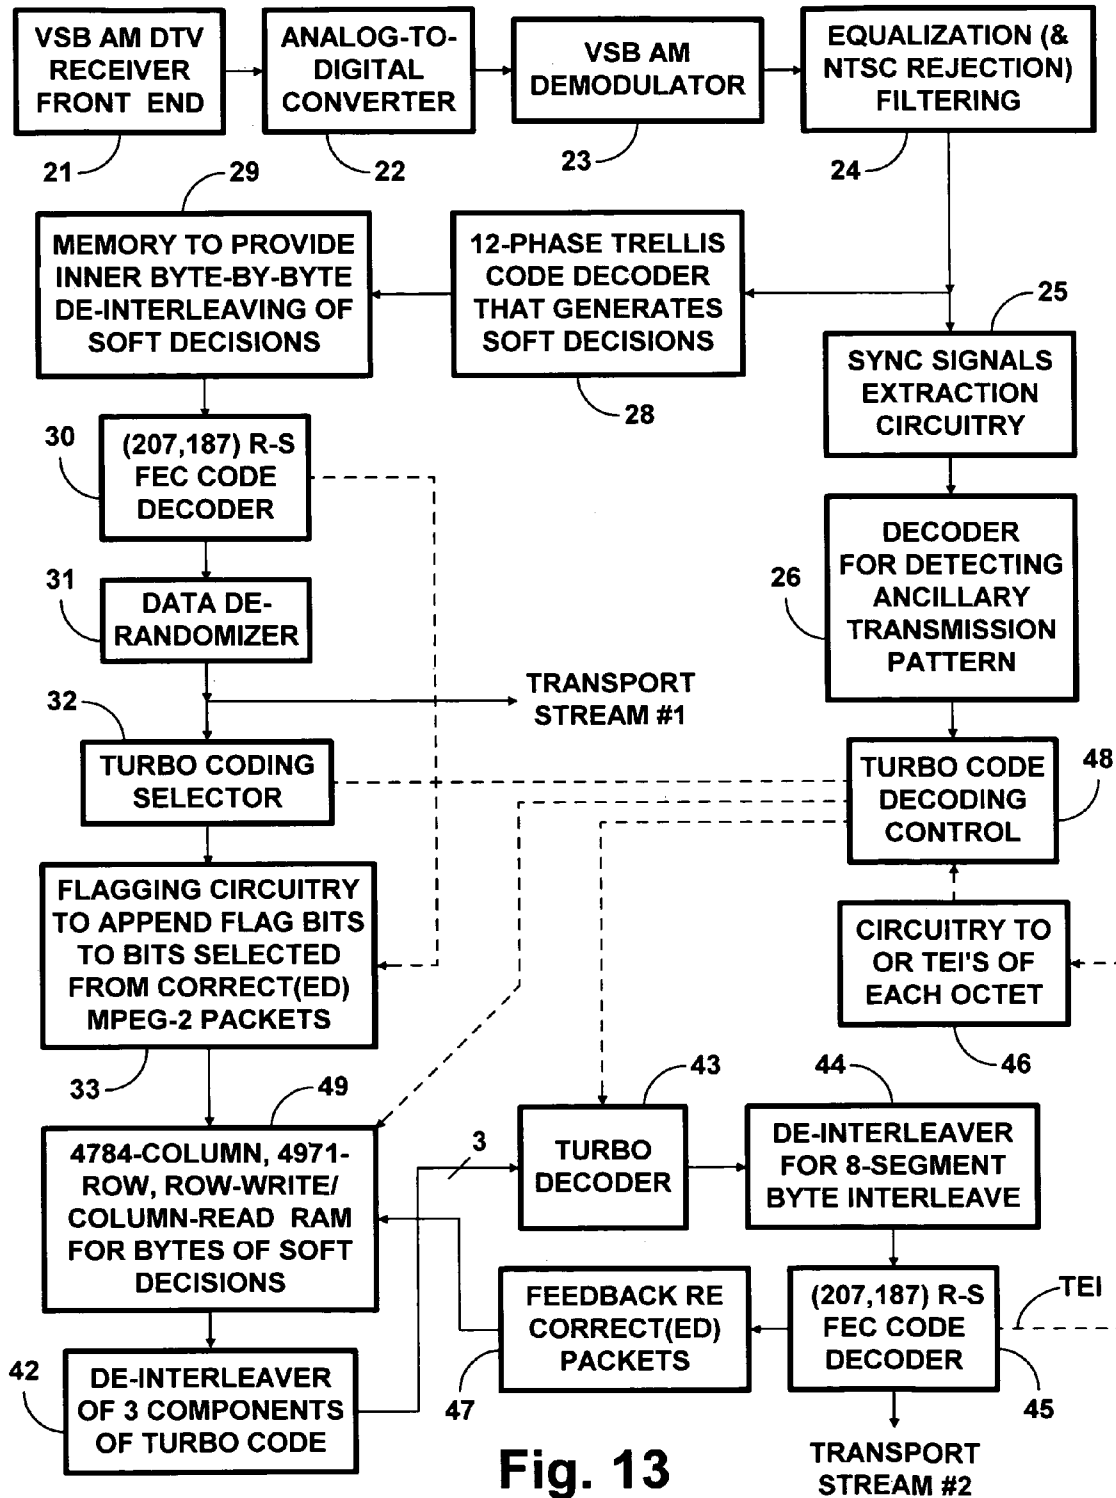 VSB AM DTV
RECEIVER
FRONT END
21
ANALOG-TO-
DIGITAL
CONVERTER
22
VSB AM
DEMODULATOR
23
EQUALIZATION (&
NTSC REJECTION)
FILTERING
24
29
MEMORY TO PROVIDE
INNER BYTE-BY-BYTE
DE-INTERLEAVING OF
SOFT DECISIONS
12-PHASE TRELLIS
CODE DECODER
THAT GENERATES
SOFT DECISIONS
28
25
SYNC SIGNALS
EXTRACTION
CIRCUITRY
30
(207,187) R-S
FEC CODE
DECODER
26
DECODER
FOR DETECTING
ANCILLARY
TRANSMISSION
PATTERN
31
DATA DE-
RANDOMIZER
TRANSPORT
STREAM #1
32
TURBO CODING
SELECTOR
TURBO CODE
DECODING
CONTROL
48
FLAGGING CIRCUITRY
TO APPEND FLAG BITS
TO BITS SELECTED
FROM CORRECT(ED)
MPEG-2 PACKETS
33
CIRCUITRY TO
OR TEI'S OF
EACH OCTET
46
49
4784-COLUMN, 4971-
ROW, ROW-WRITE/
COLUMN-READ RAM
FOR BYTES OF SOFT
DECISIONS
3
43
TURBO
DECODER
44
DE-INTERLEAVER
FOR 8-SEGMENT
BYTE INTERLEAVE
FEEDBACK RE
CORRECT(ED)
PACKETS
47
(207,187) R-S
FEC CODE
DECODER
45
TEI
42
DE-INTERLEAVER
OF 3 COMPONENTS
OF TURBO CODE
TRANSPORT
STREAM #2
Fig. 13